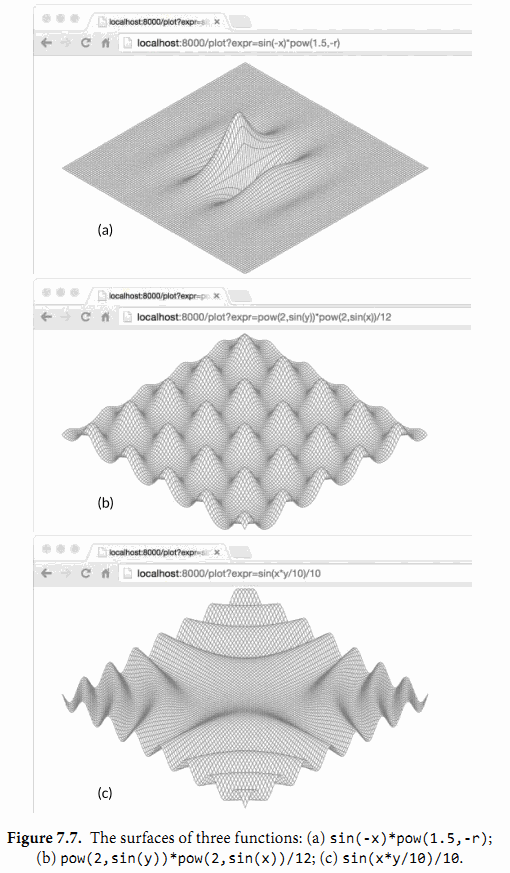 localhost:8000/plot?expr=si
localhost:8000/plot?expr=sin(-x)*pow(1.5,-r)
(a)
localhost:8000/plot?expr=po
localhost:8000/plot?expr=pow(2,sin(y))*pow(2,sin(x))/12
(b)
localhost:8000/plot?expr=si
localhost:8000/plot?expr=sin(x*y/10)/10
(c)
Figure 7.7. The surfaces of three functions: (a) sin(-x)*pow(1.5,-r);
(b) pow(2,sin(y))*pow(2,sin(x))/12; (c) sin(x*y/10)/10.